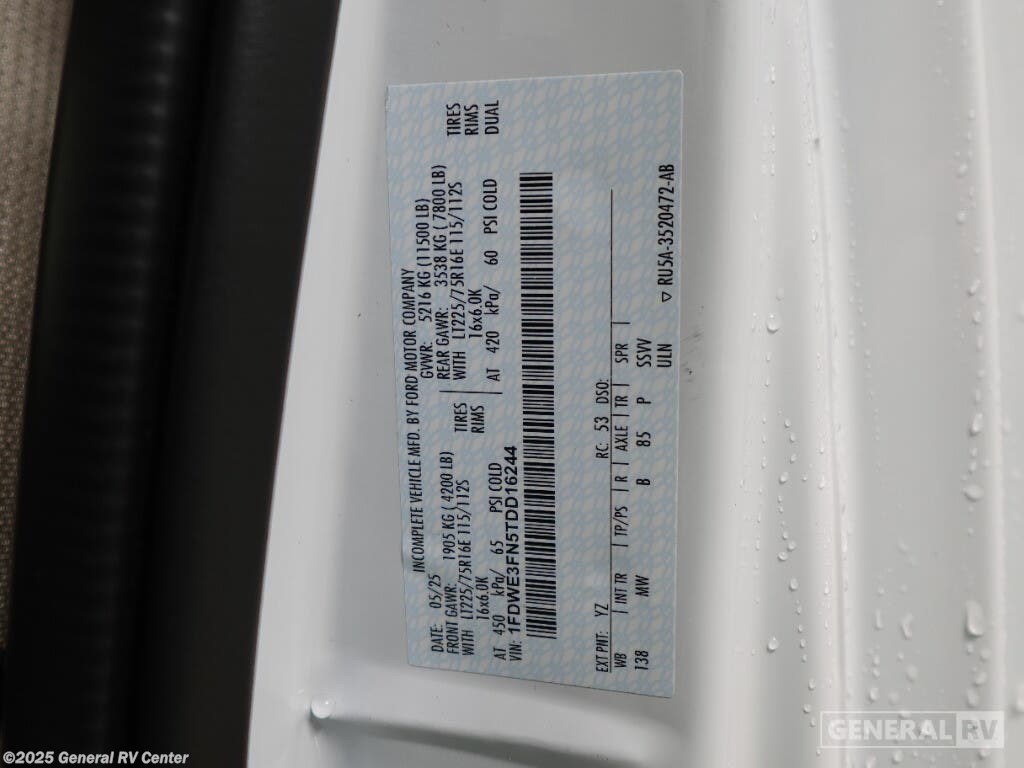 INCOMPLETE VEHICLE MFD. BY FORD MOTOR COMPANY
DATE: 05/25 GVWR: 5216 KG (11500 LB)
FRONT GAWR: 1905 KG ( 4200 LB) REAR GAWR: 3538 KG ( 7800 LB)
WITH LT225/75R16E 115/112S TIRES WITH LT225/75R16E 115/112S TIRES
16x6.0K RIMS 16x6.0K RIMS
AT 450 kPa/ 65 PSI COLD AT 420 kPa/ 60 PSI COLD DUAL
VIN: 1FDWE3FN5TDD16244
EXT PNT: YZ RC: 53 DSO:
WB INT TR TP/PS R AXLE TR SPR
138 MW B B5 P SSVV
ULN
▽ RU5A-3520472-AB
GENERAL RV
©2025 General RV Center